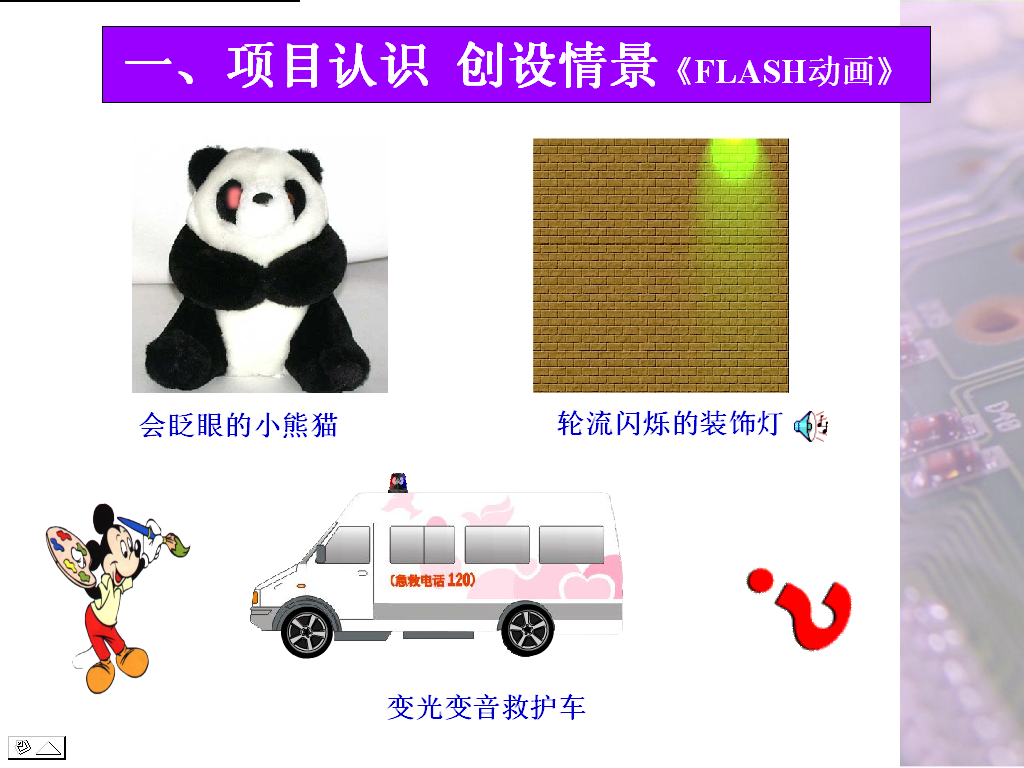 一、项目认识 创设情景《FLASH动画》
会眨眼的小熊猫
轮流闪烁的装饰灯
(急救电话 120)
?
变光变音救护车